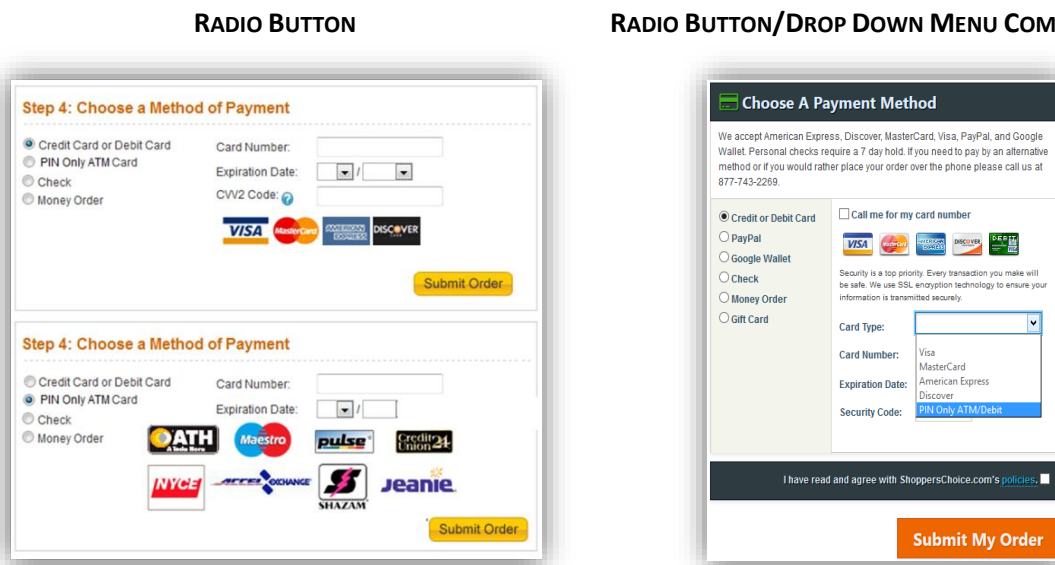 RADIO BUTTON
Step 4: Choose a Method of Payment
Credit Card or Debit Card
PIN Only ATM Card
Check
Money Order
Card Number:
Expiration Date: /
CVV2 Code: ?
VISA MasterCard AMERICAN EXPRESS DISCOVER
Submit Order
Step 4: Choose a Method of Payment
Credit Card or Debit Card
PIN Only ATM Card
Check
Money Order
Card Number:
Expiration Date: /
ATH Maestro pulse Credit Union 24
NYCE ACCEL EXCHANGE SHAZAM Jeanie
Submit Order
RADIO BUTTON/DROP DOWN MENU COM
Choose A Payment Method
We accept American Express, Discover, MasterCard, Visa, PayPal, and Google
Wallet. Personal checks require a 7 day hold. If you need to pay by an alternative
method or if you would rather place your order over the phone please call us at
877-743-2269.
Credit or Debit Card
PayPal
Google Wallet
Check
Money Order
Gift Card
Call me for my card number
VISA MasterCard AMERICAN EXPRESS DISCOVER DEBIT
Security is a top priority. Every transaction you make will
be safe. We use SSL encryption technology to ensure your
information is transmitted securely.
Card Type:
Card Number:
Expiration Date:
Security Code:
Visa
MasterCard
American Express
Discover
PIN Only ATM/Debit
I have read and agree with ShoppersChoice.com's policies.
Submit My Order